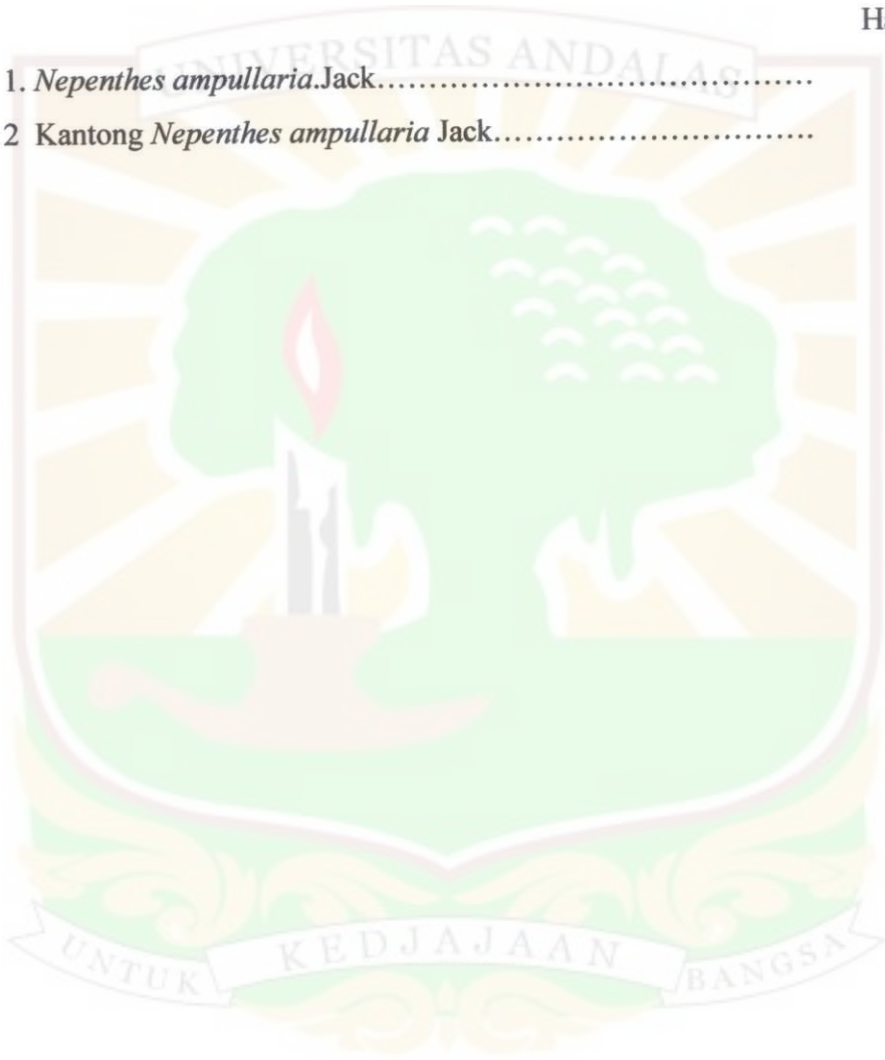 UNIVERSITAS ANDALAS
1. Nepenthes ampullaria.Jack..........................................
2 Kantong Nepenthes ampullaria Jack...............................
UNTUK KEDJAJAAN BANGSA